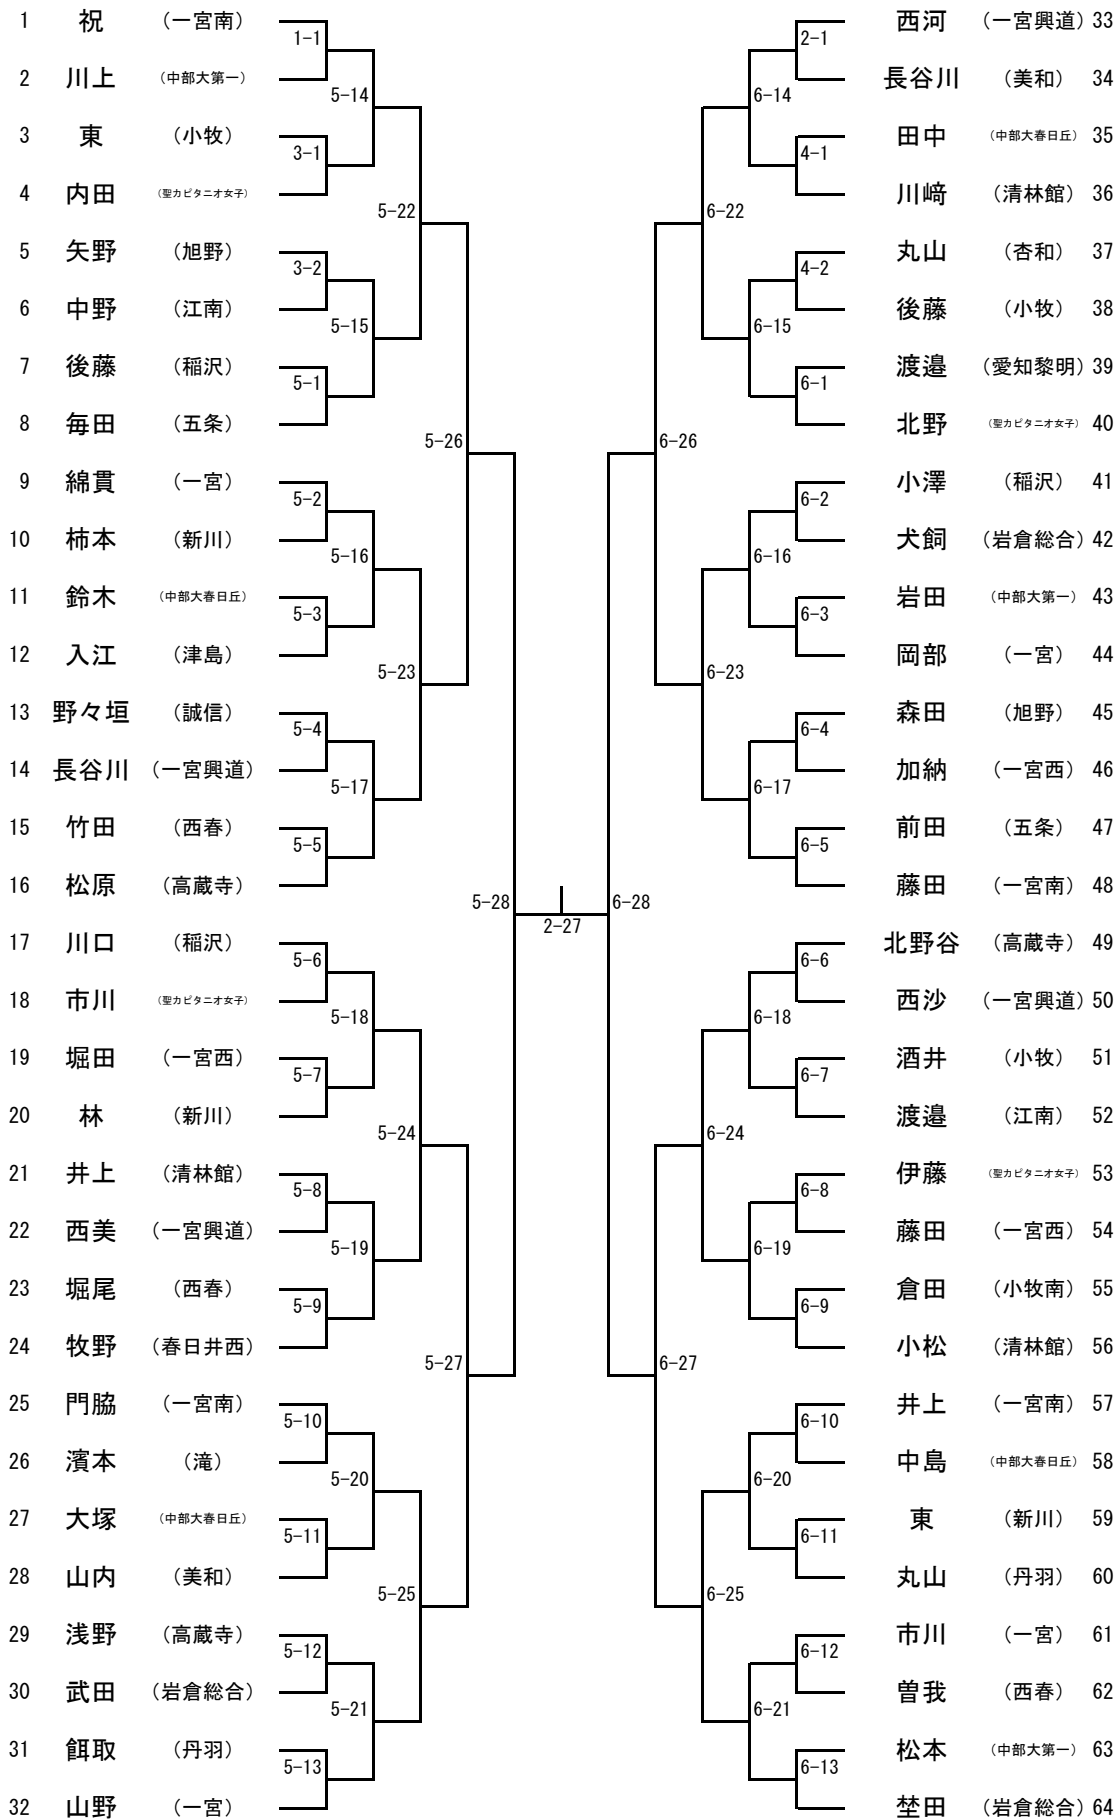 1 祝 （一宮南） 1-1 2-1 西河 （一宮興道） 33
2 川上 （中部大第一） 5-14 6-14 長谷川 （美和） 34
3 東 （小牧） 3-1 4-1 田中 （中部大春日丘） 35
4 内田 （聖カピタニオ女子） 5-22 6-22 川﨑 （清林館） 36
5 矢野 （旭野） 3-2 4-2 丸山 （杏和） 37
6 中野 （江南） 5-15 6-15 後藤 （小牧） 38
7 後藤 （稲沢） 5-1 6-1 渡邉 （愛知黎明） 39
8 毎田 （五条） 5-26 6-26 北野 （聖カピタニオ女子） 40
9 綿貫 （一宮） 5-2 6-2 小澤 （稲沢） 41
10 柿本 （新川） 5-16 6-16 犬飼 （岩倉総合） 42
11 鈴木 （中部大春日丘） 5-3 6-3 岩田 （中部大第一） 43
12 入江 （津島） 5-23 6-23 岡部 （一宮） 44
13 野々垣 （誠信） 5-4 6-4 森田 （旭野） 45
14 長谷川 （一宮興道） 5-17 6-17 加納 （一宮西） 46
15 竹田 （西春） 5-5 6-5 前田 （五条） 47
16 松原 （高蔵寺） 5-28 6-28 藤田 （一宮南） 48
2-27
17 川口 （稲沢） 5-6 6-6 北野谷 （高蔵寺） 49
18 市川 （聖カピタニオ女子） 5-18 6-18 西沙 （一宮興道） 50
19 堀田 （一宮西） 5-7 6-7 酒井 （小牧） 51
20 林 （新川） 5-24 6-24 渡邉 （江南） 52
21 井上 （清林館） 5-8 6-8 伊藤 （聖カピタニオ女子） 53
22 西美 （一宮興道） 5-19 6-19 藤田 （一宮西） 54
23 堀尾 （西春） 5-9 6-9 倉田 （小牧南） 55
24 牧野 （春日井西） 5-27 6-27 小松 （清林館） 56
25 門脇 （一宮南） 5-10 6-10 井上 （一宮南） 57
26 濱本 （滝） 5-20 6-20 中島 （中部大春日丘） 58
27 大塚 （中部大春日丘） 5-11 6-11 東 （新川） 59
28 山内 （美和） 5-25 6-25 丸山 （丹羽） 60
29 浅野 （高蔵寺） 5-12 6-12 市川 （一宮） 61
30 武田 （岩倉総合） 5-21 6-21 曽我 （西春） 62
31 餌取 （丹羽） 5-13 6-13 松本 （中部大第一） 63
32 山野 （一宮） 埜田 （岩倉総合） 64